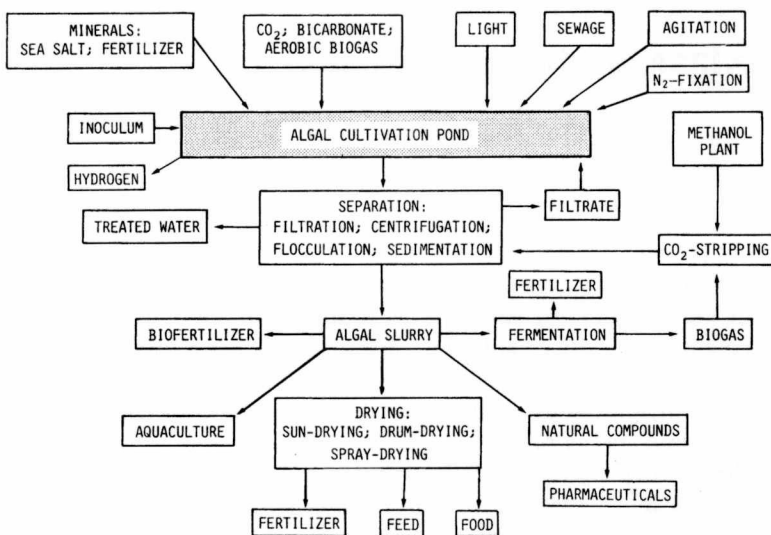 MINERALS:
SEA SALT; FERTILIZER
CO₂; BICARBONATE;
AEROBIC BIOGAS
LIGHT
SEWAGE
AGITATION
N₂-FIXATION
INOCULUM
ALGAL CULTIVATION POND
METHANOL
PLANT
HYDROGEN
SEPARATION:
FILTRATION; CENTRIFUGATION;
FLOCCULATION; SEDIMENTATION
FILTRATE
TREATED WATER
CO₂-STRIPPING
FERTILIZER
BIOFERTILIZER
ALGAL SLURRY
FERMENTATION
BIOGAS
AQUACULTURE
DRYING:
SUN-DRYING; DRUM-DRYING;
SPRAY-DRYING
NATURAL COMPOUNDS
PHARMACEUTICALS
FERTILIZER
FEED
FOOD